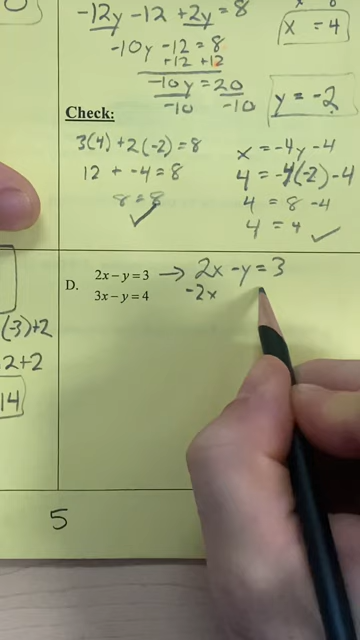 -12y -12 +2y = 8
-10y -12 = 8
+12 +12
-10y = 20
-10 -10
x = 4
y = -2
Check:
3(4) + 2(-2) = 8
12 + -4 = 8
8 = 8 ✓
x = -4y -4
4 = -4(-2) -4
4 = 8 -4
4 = 4 ✓
D.
2x – y = 3
3x – y = 4
→ 2x - y = 3
-2x
(-3)+2
2+2
14
5